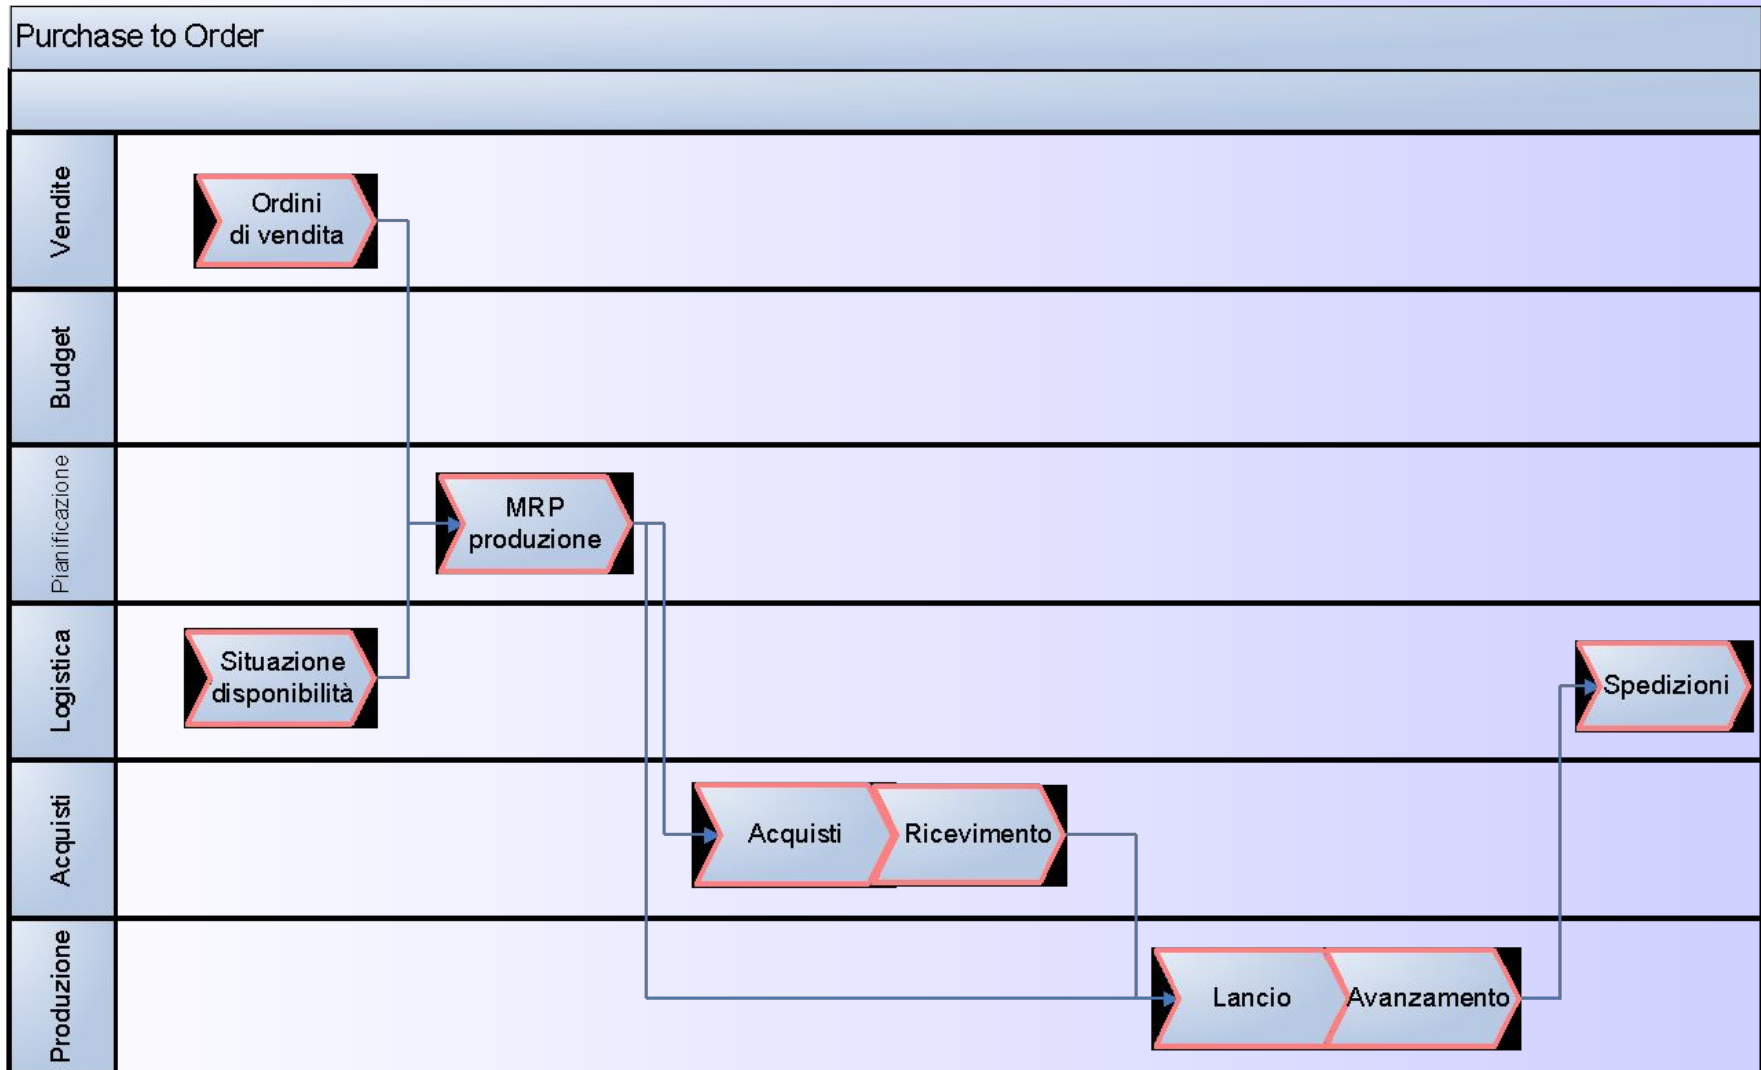 Purchase to Order
Vendite
Ordini
di vendita
Budget
Pianificazione
MRP
produzione
Logistica
Situazione
disponibilità
Spedizioni
Acquisti
Acquisti
Ricevimento
Produzione
Lancio
Avanzamento